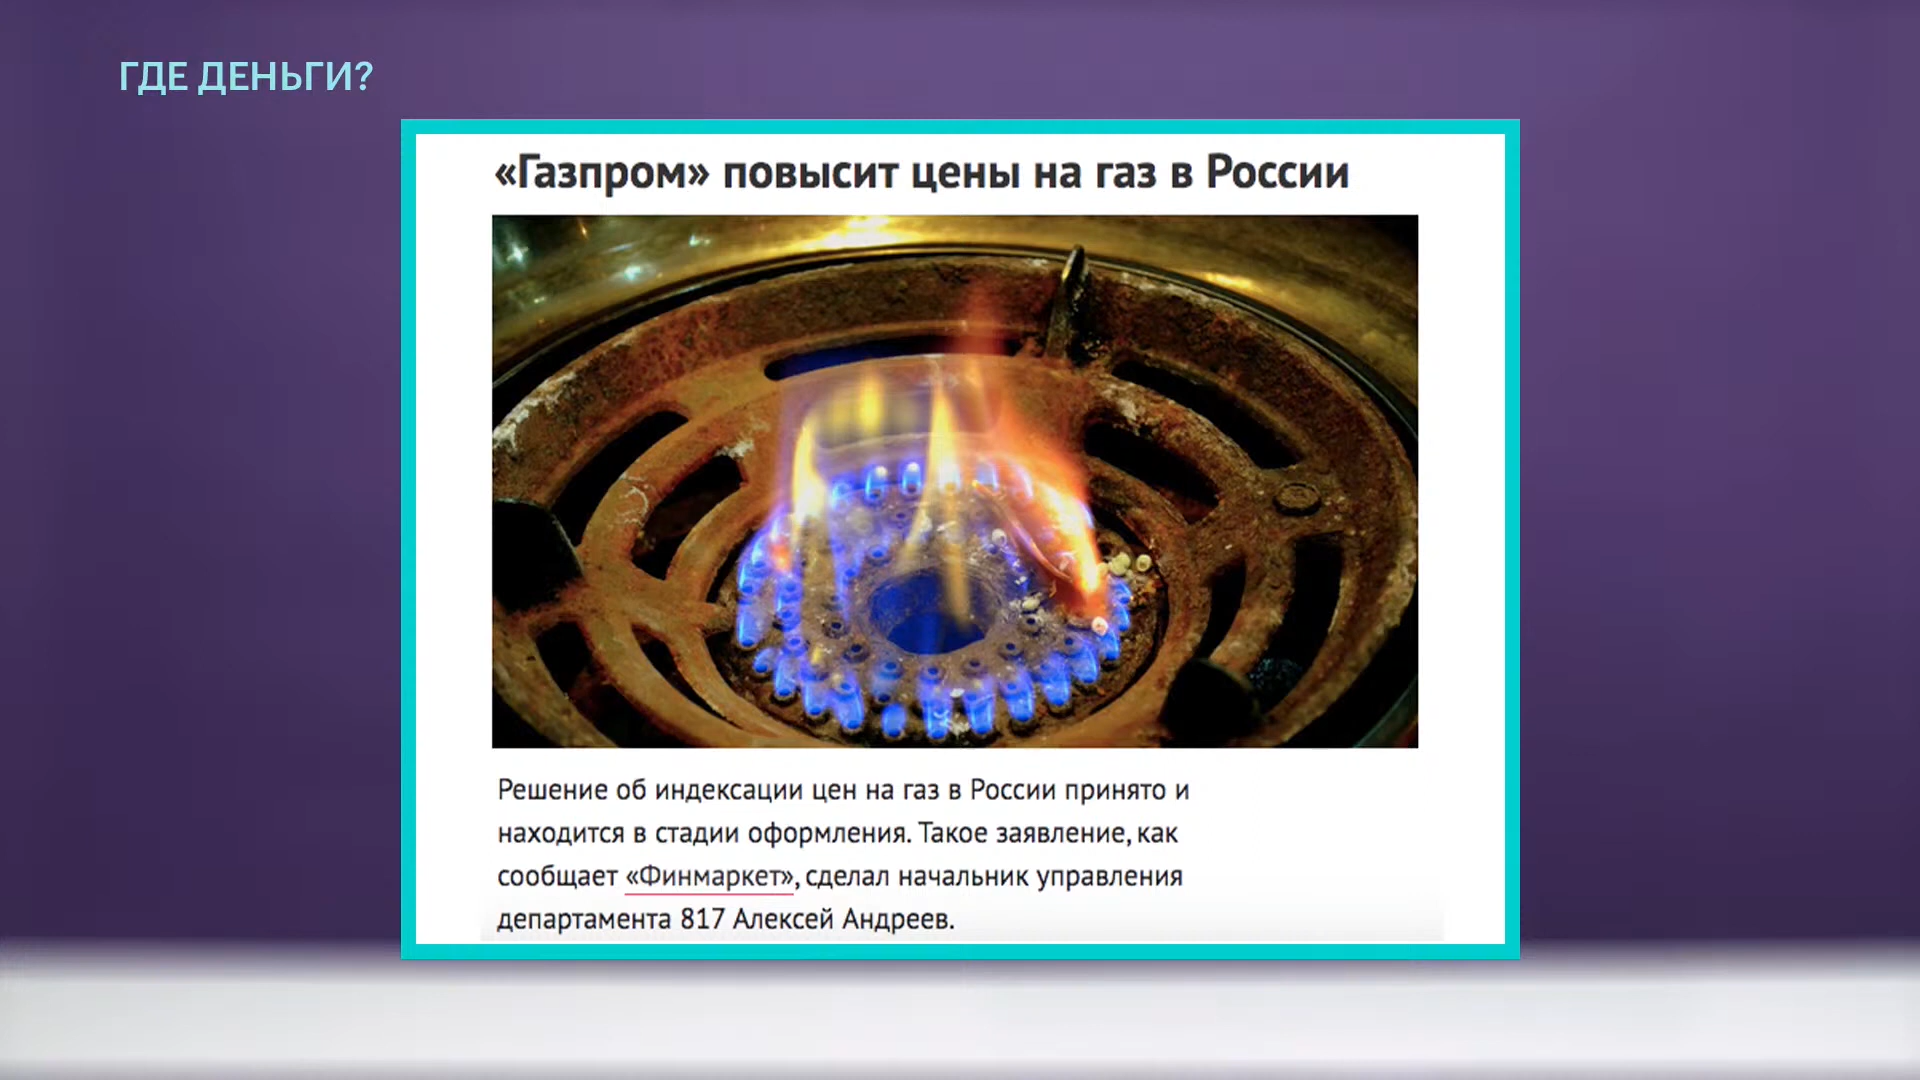 ГДЕ ДЕНЬГИ?
«Газпром» повысит цены на газ в России
Решение об индексации цен на газ в России принято и
находится в стадии оформления. Такое заявление, как
сообщает «Финмаркет», сделал начальник управления
департамента 817 Алексей Андреев.